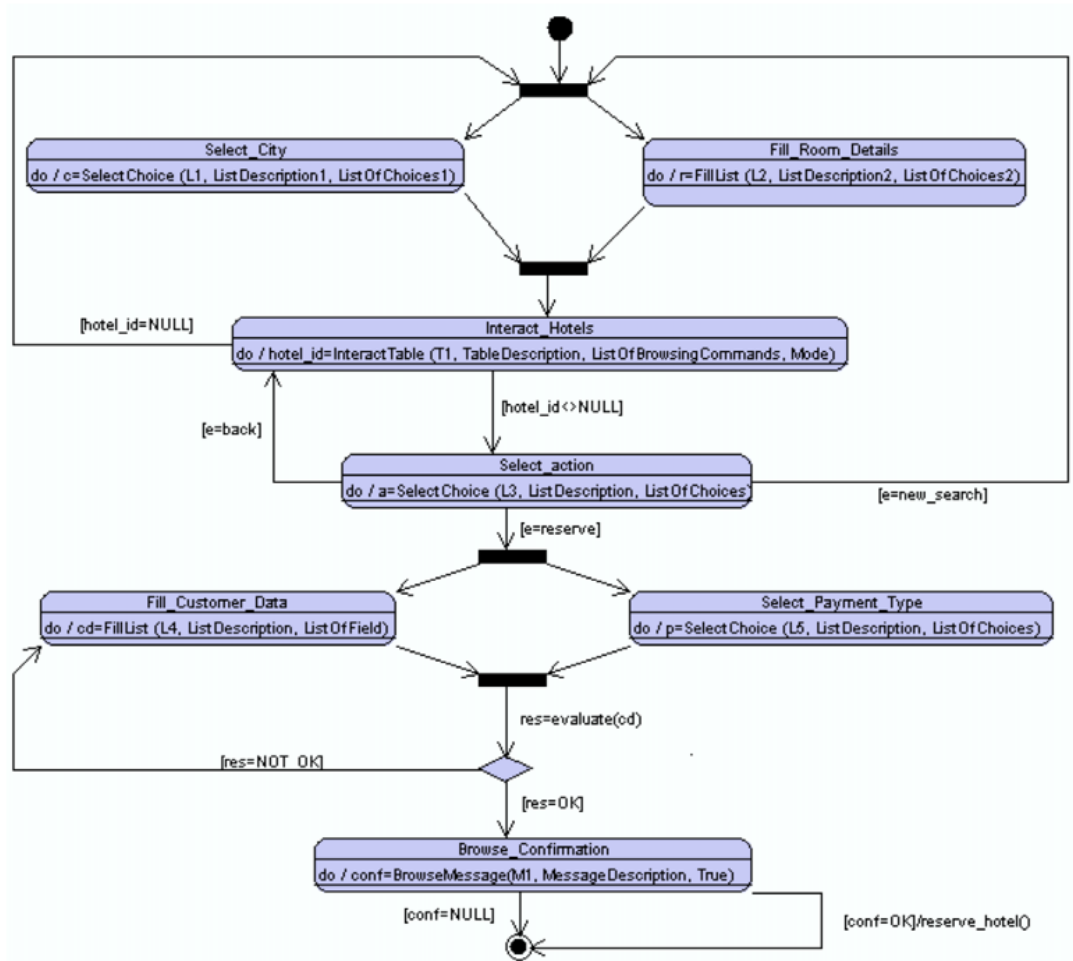 Select_City
do / c=SelectChoice (L1, ListDescription1, ListOfChoices1)
Fill_Room_Details
do / r=FillList (L2, ListDescription2, ListOfChoices2)
[hotel_id=NULL]
Interact_Hotels
do / hotel_id=InteractTable (T1, TableDescription, ListOfBrowsingCommands, Mode)
[hotel_id<>NULL]
[e=back]
Select_action
do / a=SelectChoice (L3, ListDescription, ListOfChoices)
[e=new_search]
[e=reserve]
Fill_Customer_Data
do / cd=FillList (L4, ListDescription, ListOfField)
Select_Payment_Type
do / p=SelectChoice (L5, ListDescription, ListOfChoices)
res=evaluate(cd)
[res=NOT OK]
[res=OK]
Browse_Confirmation
do / conf=BrowseMessage(M1, MessageDescription, True)
[conf=NULL]
[conf=OK]/reserve_hotel()